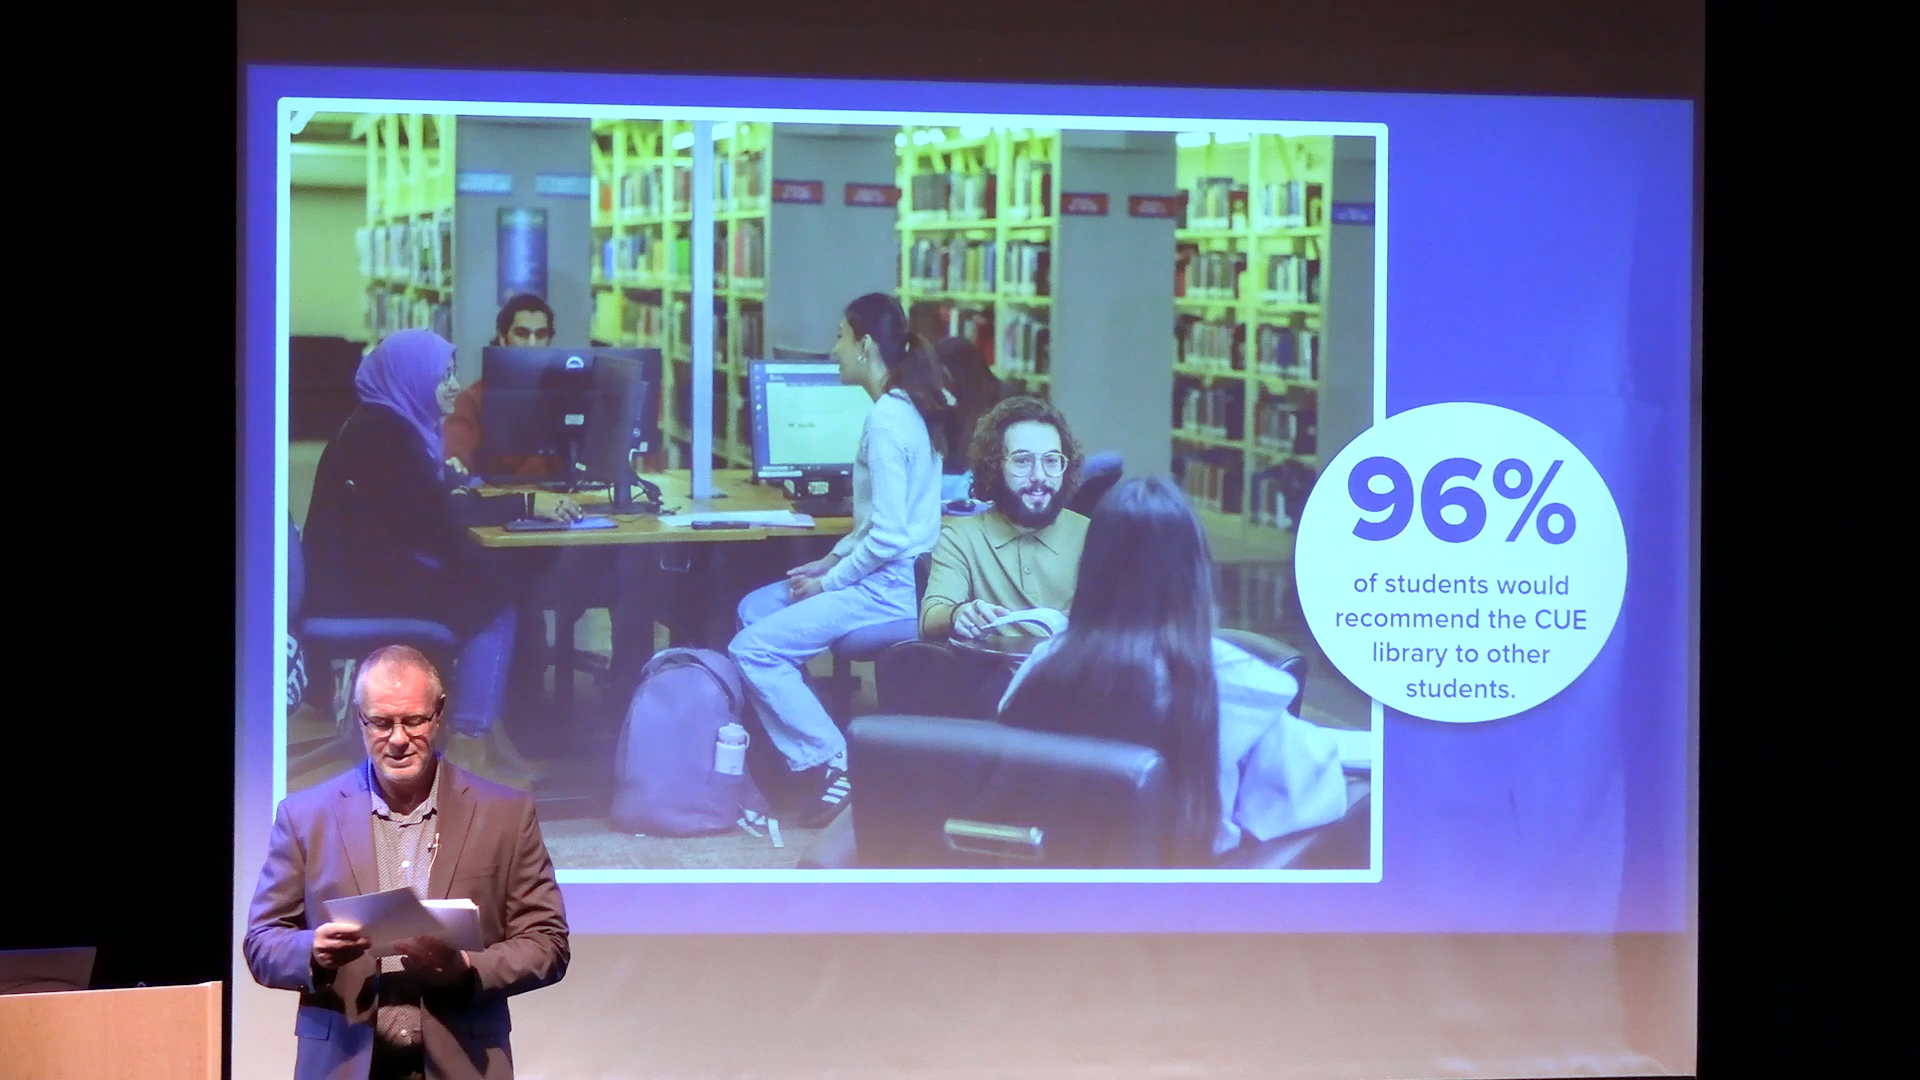 96%
of students would
recommend the CUE
library to other
students.